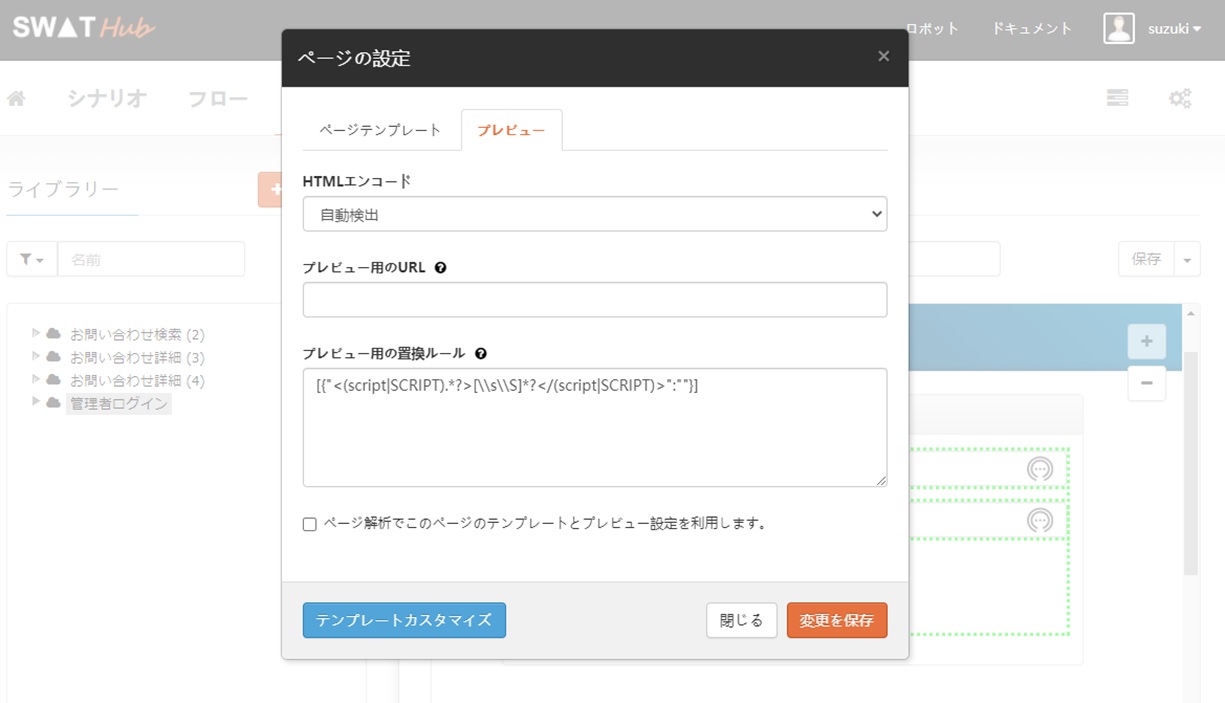 SWAT Hub
ロボット
ドキュメント
suzuki
シナリオ
フロー
ページの設定
×
ページテンプレート
プレビュー
HTMLエンコード
自動検出
プレビュー用のURL
プレビュー用の置換ルール
[{"<(script|SCRIPT).*?>[\\s\\S]*?</(script|SCRIPT)>":""}]
ページ解析でこのページのテンプレートとプレビュー設定を利用します。
テンプレートカスタマイズ
閉じる
変更を保存
ライブラリー
名前
保存
お問い合わせ検索 (2)
お問い合わせ詳細 (3)
お問い合わせ詳細 (4)
管理者ログイン